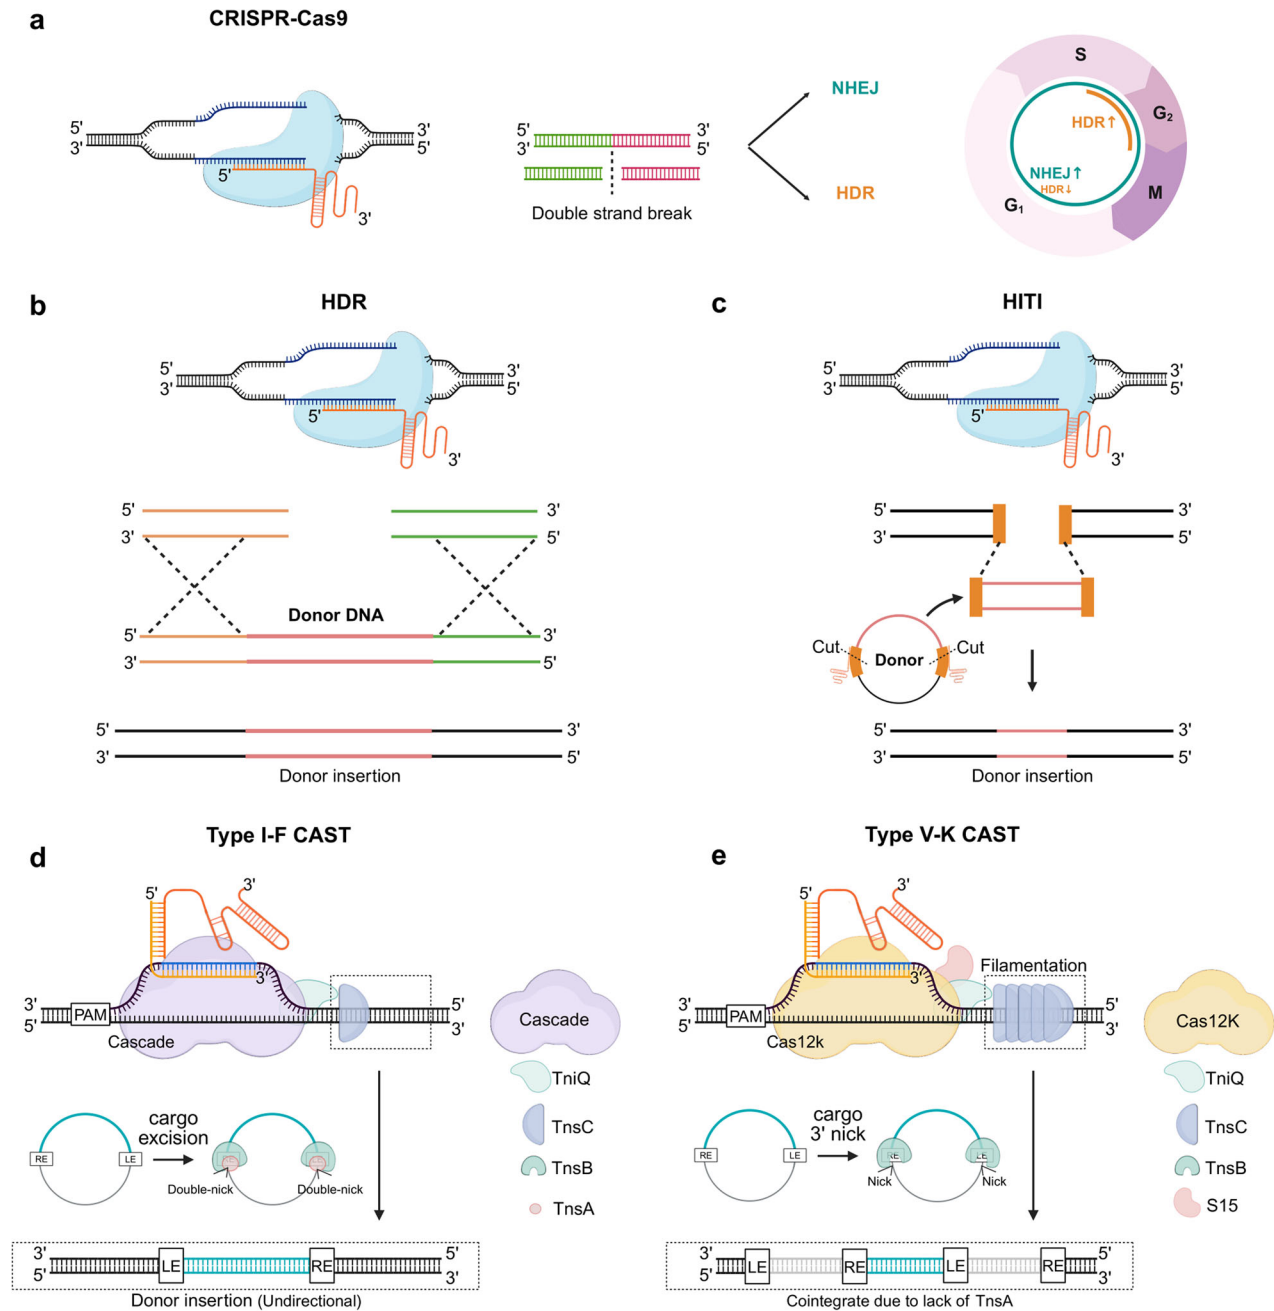 a
CRISPR-Cas9
5'
3'
3'
5'
5'
3'
5'
3'
3'
5'
Double strand break
NHEJ
HDR
S
G2
M
G1
HDR↑
NHEJ↑
HDR↓
b
HDR
5'
3'
3'
5'
5'
3'
5'
3'
3'
5'
Donor DNA
5'
3'
3'
5'
5'
3'
3'
5'
Donor insertion
c
HITI
5'
3'
3'
5'
5'
3'
5'
3'
3'
5'
Cut
Donor
Cut
5'
3'
3'
5'
Donor insertion
d
Type I-F CAST
5'
3'
3'
3'
5'
PAM
5'
3'
Cascade
Cascade
TniQ
TnsC
TnsB
TnsA
cargo
excision
RE
LE
Double-nick
Double-nick
3'
5'
LE
RE
5'
3'
Donor insertion (Undirectional)
e
Type V-K CAST
5'
3'
3'
Filamentation
3'
5'
PAM
5'
3'
Cas12k
Cas12K
TniQ
TnsC
TnsB
S15
cargo
3' nick
RE
LE
RE
LE
Nick
Nick
3'
5'
LE
RE
LE
RE
5'
3'
Cointegrate due to lack of TnsA